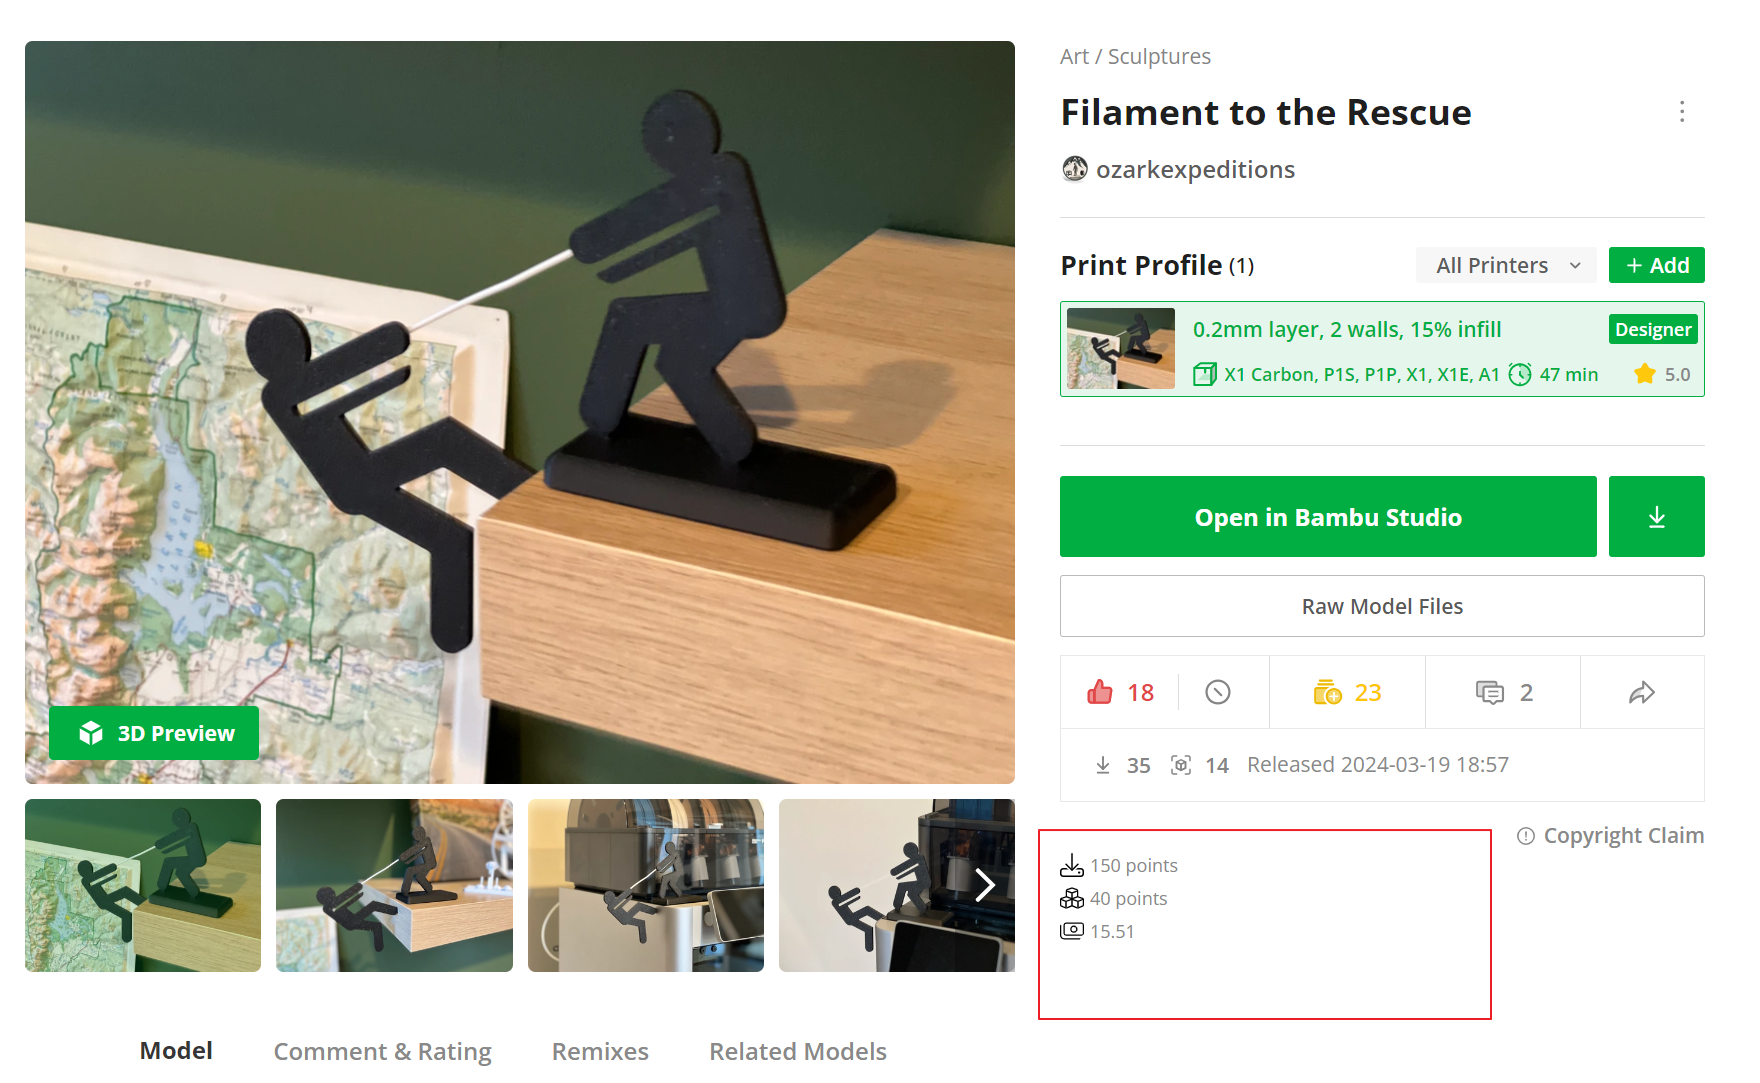 Art / Sculptures
Filament to the Rescue
ozarkexpeditions
Print Profile (1)
All Printers
+ Add
0.2mm layer, 2 walls, 15% infill
Designer
X1 Carbon, P1S, P1P, X1, X1E, A1
47 min
5.0
Open in Bambu Studio
Raw Model Files
18
23
2
35
14
Released 2024-03-19 18:57
Copyright Claim
150 points
40 points
15.51
3D Preview
Model
Comment & Rating
Remixes
Related Models